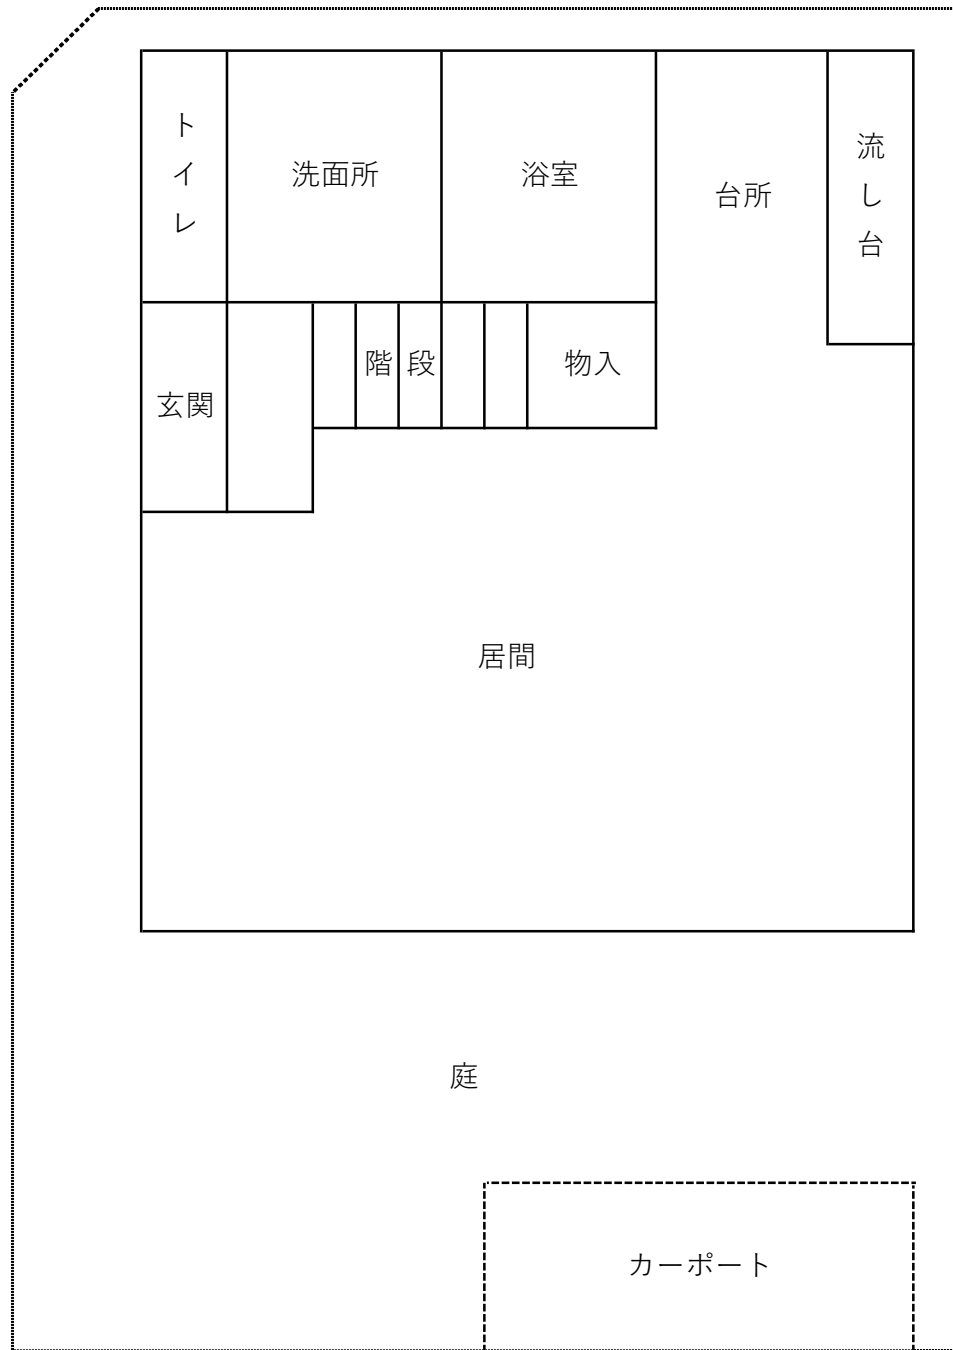 トイレ
洗面所
浴室
台所
流し台
玄関
階段
物入
居間
庭
カーポート